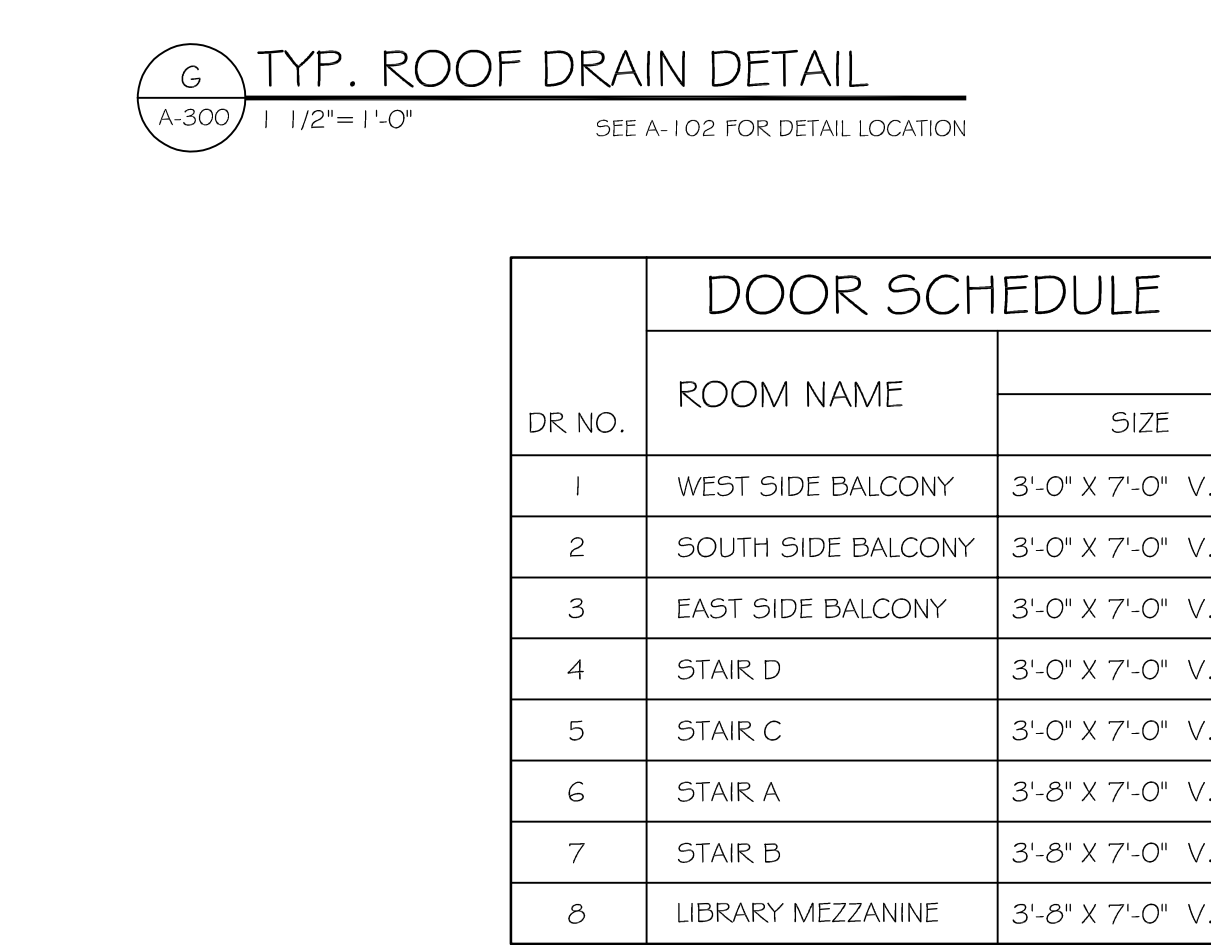 G
TYP. ROOF DRAIN DETAIL
A-300
1 1/2"=1'-0"
SEE A-102 FOR DETAIL LOCATION
DOOR SCHEDULE
DR NO.
ROOM NAME
SIZE
1 WEST SIDE BALCONY 3'-0" X 7'-0" V.
2 SOUTH SIDE BALCONY 3'-0" X 7'-0" V.
3 EAST SIDE BALCONY 3'-0" X 7'-0" V.
4 STAIR D 3'-0" X 7'-0" V.
5 STAIR C 3'-0" X 7'-0" V.
6 STAIR A 3'-8" X 7'-0" V.
7 STAIR B 3'-8" X 7'-0" V.
8 LIBRARY MEZZANINE 3'-8" X 7'-0" V.